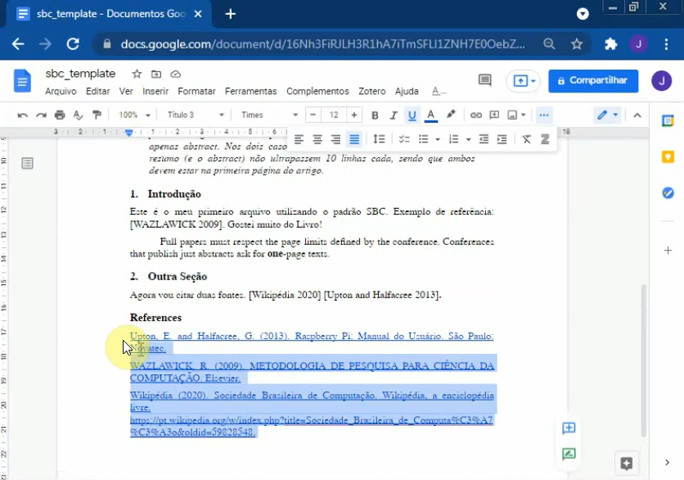 sbc_template - Documentos Goo
docs.google.com/document/d/16Nh3FiRJLH3R1hA7iTmSFLI1ZNH7E0OebZ...
J
sbc_template
Arquivo Editar Ver Inserir Formatar Ferramentas Complementos Zotero Ajuda A...
Compartilhar
J
100% Título 3 Times 12 B I U A
3 2 1 18
apenas abstract. Nos dois caso
resumo (e o abstract) não ultrapassem 10 linhas cada, sendo que ambos
devem estar na primeira página do artigo.
1. Introdução
Este é o meu primeiro arquivo utilizando o padrão SBC. Exemplo de referência:
[WAZLAWICK 2009]. Gostei muito do Livro!
Full papers must respect the page limits defined by the conference. Conferences
that publish just abstracts ask for one-page texts.
2. Outra Seção
Agora vou citar duas fontes. [Wikipédia 2020] [Upton and Halfacree 2013].
References
Upton, E. and Halfacree, G. (2013). Raspberry Pi: Manual do Usuário. São Paulo:
Novatec.
WAZLAWICK, R. (2009). METODOLOGIA DE PESQUISA PARA CIÊNCIA DA
COMPUTAÇÃO. Elsevier.
Wikipédia (2020). Sociedade Brasileira de Computação. Wikipédia, a enciclopédia
livre.
https://pt.wikipedia.org/w/index.php?title=Sociedade_Brasileira_de_Computa%C3%A7
%C3%A3o&oldid=59828548.